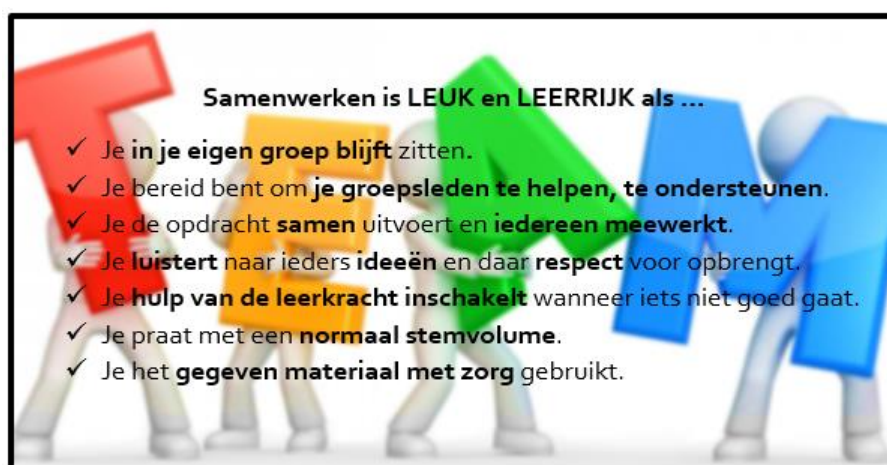 TEAM
Samenwerken is LEUK en LEERRIJK als ...
✓ Je in je eigen groep blijft zitten.
✓ Je bereid bent om je groepsleden te helpen, te ondersteunen.
✓ Je de opdracht samen uitvoert en iedereen meewerkt.
✓ Je luistert naar ieders ideeën en daar respect voor opbrengt.
✓ Je hulp van de leerkracht inschakelt wanneer iets niet goed gaat.
✓ Je praat met een normaal stemvolume.
✓ Je het gegeven materiaal met zorg gebruikt.